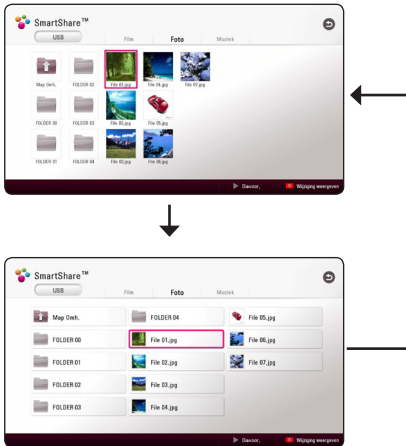 SmartShare™
USB Film Foto Muziek
Map Omh. FOLDER 02 File 01.jpg File 04.jpg File 07.jpg
FOLDER 00 FOLDER 03 File 02.jpg File 05.jpg
FOLDER 01 FOLDER 04 File 03.jpg File 06.jpg
Diavoor. Wijziging weergeven
SmartShare™
USB Film Foto Muziek
Map Omh. FOLDER 04 File 05.jpg
FOLDER 00 File 01.jpg File 06.jpg
FOLDER 01 File 02.jpg File 07.jpg
FOLDER 02 File 03.jpg
FOLDER 03 File 04.jpg
Diavoor. Wijziging weergeven